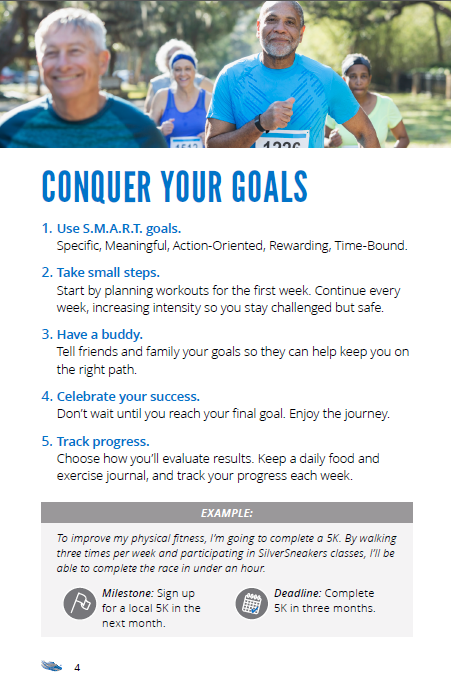 1226
CONQUER YOUR GOALS
1. Use S.M.A.R.T. goals.
Specific, Meaningful, Action-Oriented, Rewarding, Time-Bound.
2. Take small steps.
Start by planning workouts for the first week. Continue every
week, increasing intensity so you stay challenged but safe.
3. Have a buddy.
Tell friends and family your goals so they can help keep you on
the right path.
4. Celebrate your success.
Don’t wait until you reach your final goal. Enjoy the journey.
5. Track progress.
Choose how you’ll evaluate results. Keep a daily food and
exercise journal, and track your progress each week.
EXAMPLE:
To improve my physical fitness, I’m going to complete a 5K. By walking
three times per week and participating in SilverSneakers classes, I’ll be
able to complete the race in under an hour.
Milestone: Sign up
for a local 5K in the
next month.
Deadline: Complete
5K in three months.
4